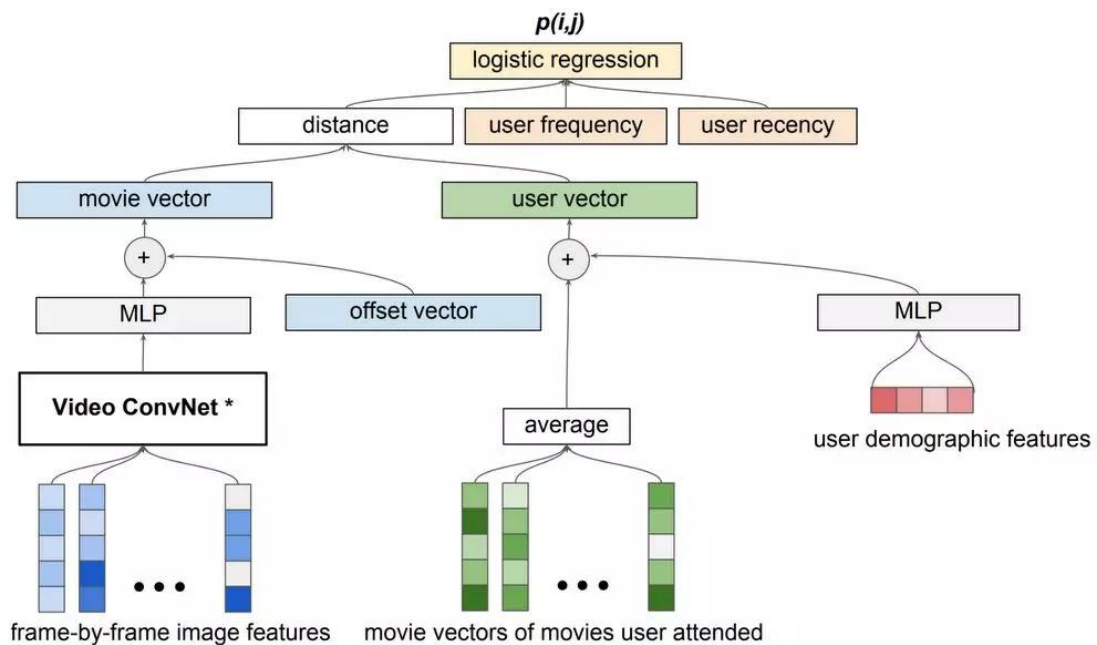 p(i,j)
logistic regression
distance
user frequency
user recency
movie vector
user vector
+
+
MLP
offset vector
MLP
Video ConvNet *
average
user demographic features
frame-by-frame image features
movie vectors of movies user attended